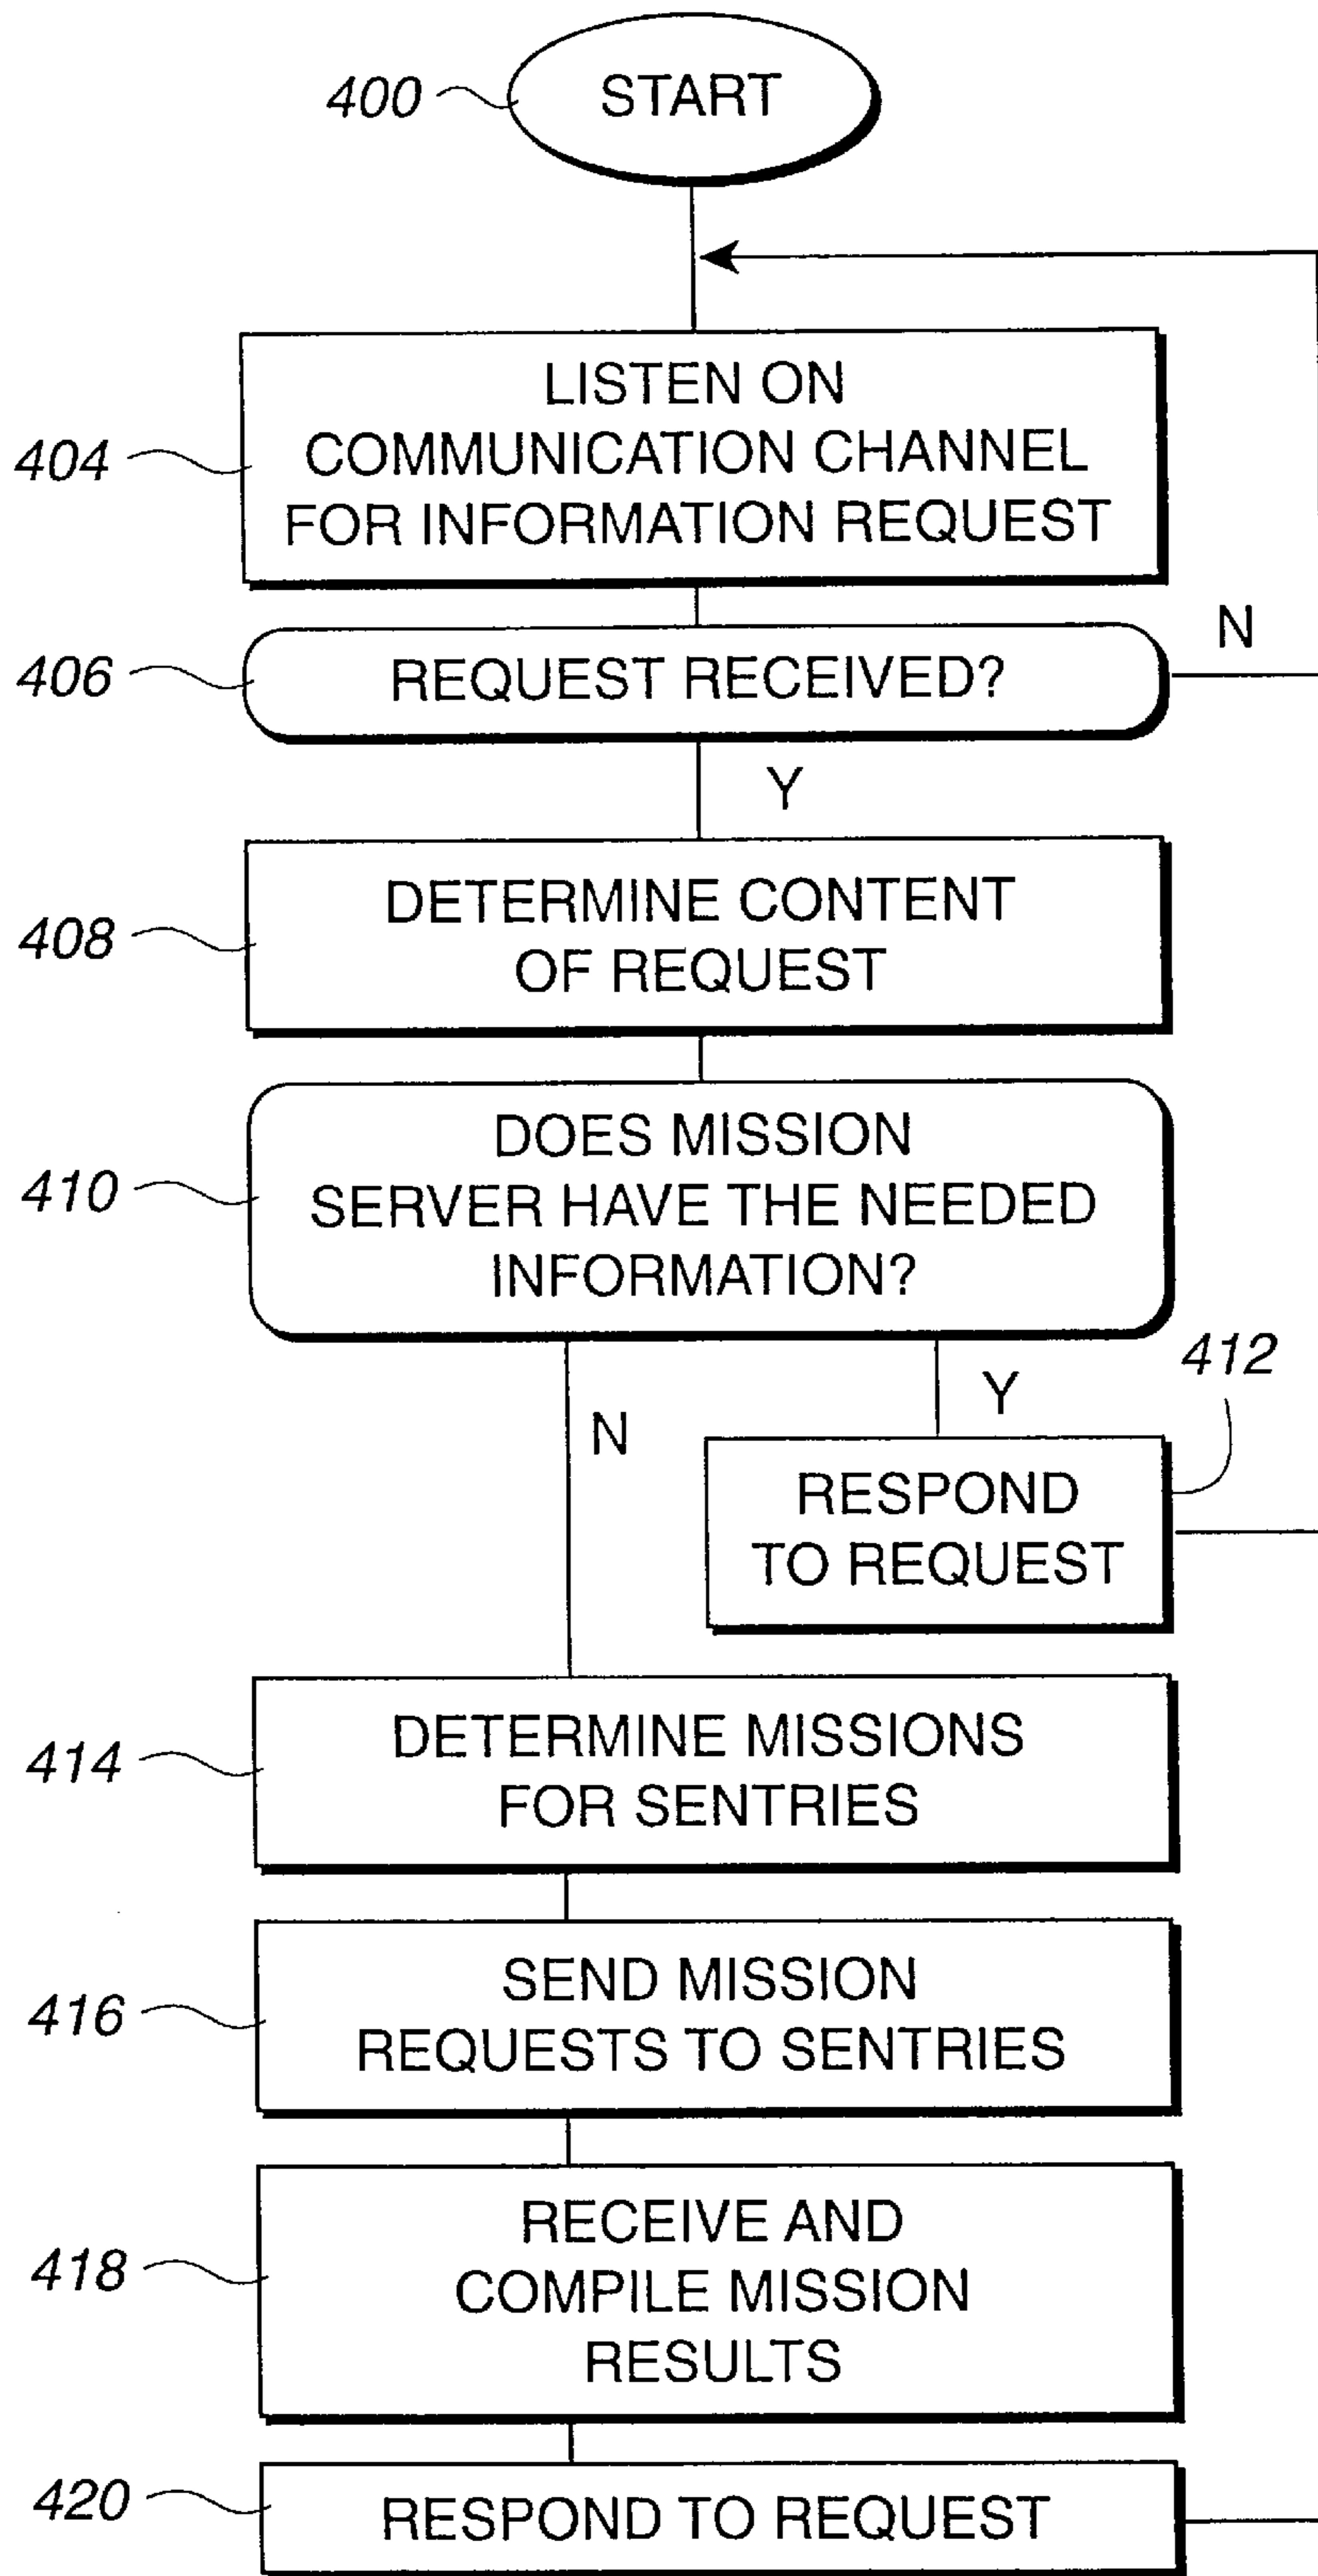 400
START
LISTEN ON
COMMUNICATION CHANNEL
FOR INFORMATION REQUEST
404
N
406
REQUEST RECEIVED?
Y
408
DETERMINE CONTENT
OF REQUEST
410
DOES MISSION
SERVER HAVE THE NEEDED
INFORMATION?
412
Y
N
RESPOND
TO REQUEST
414
DETERMINE MISSIONS
FOR SENTRIES
416
SEND MISSION
REQUESTS TO SENTRIES
418
RECEIVE AND
COMPILE MISSION
RESULTS
420
RESPOND TO REQUEST